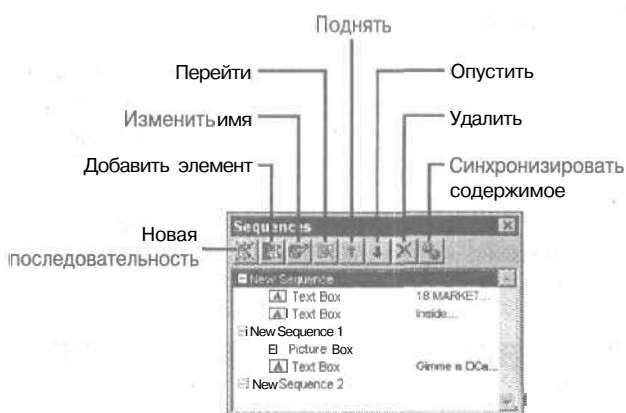 Поднять
Перейти
Опустить
Изменить имя
Удалить
Добавить элемент
Синхронизировать
содержимое
Новая
последовательность
Sequences
New Sequence
A Text Box 18 MARKET...
A Text Box Inside...
New Sequence 1
Picture Box
A Text Box Gimme a DCa...
New Sequence 2